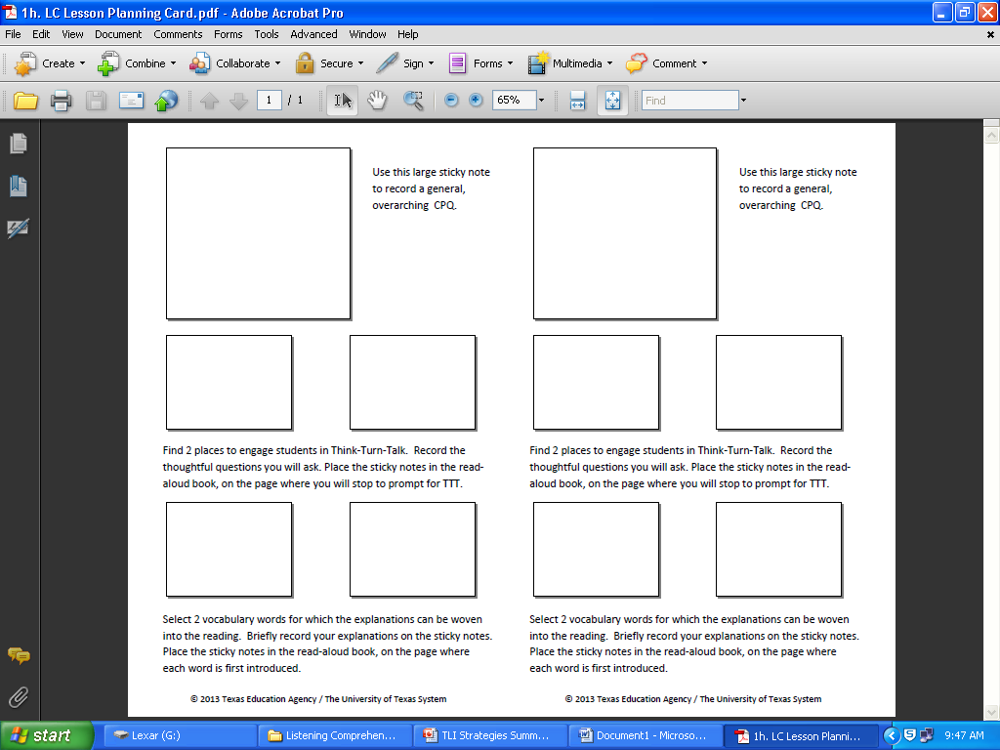 1h. LC Lesson Planning Card.pdf - Adobe Acrobat Pro
File Edit View Document Comments Forms Tools Advanced Window Help
Create Combine Collaborate Secure Sign Forms Multimedia Comment
1 / 1 65% Find
Use this large sticky note
to record a general,
overarching CPQ.
Find 2 places to engage students in Think-Turn-Talk. Record the
thoughtful questions you will ask. Place the sticky notes in the read-
aloud book, on the page where you will stop to prompt for TTT.
Select 2 vocabulary words for which the explanations can be woven
into the reading. Briefly record your explanations on the sticky notes.
Place the sticky notes in the read-aloud book, on the page where
each word is first introduced.
© 2013 Texas Education Agency / The University of Texas System
Use this large sticky note
to record a general,
overarching CPQ.
Find 2 places to engage students in Think-Turn-Talk. Record the
thoughtful questions you will ask. Place the sticky notes in the read-
aloud book, on the page where you will stop to prompt for TTT.
Select 2 vocabulary words for which the explanations can be woven
into the reading. Briefly record your explanations on the sticky notes.
Place the sticky notes in the read-aloud book, on the page where
each word is first introduced.
© 2013 Texas Education Agency / The University of Texas System
start Lexar (G:) Listening Comprehen... TLI Strategies Summ... Document1 - Microso... 1h. LC Lesson Planni... 9:47 AM